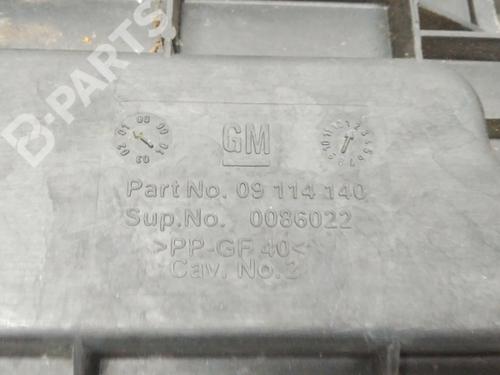 B-PARTS
GM
Part No. 09 114 140
Sup.No. 0086022
>PP-GF 40<
Cav. No.2